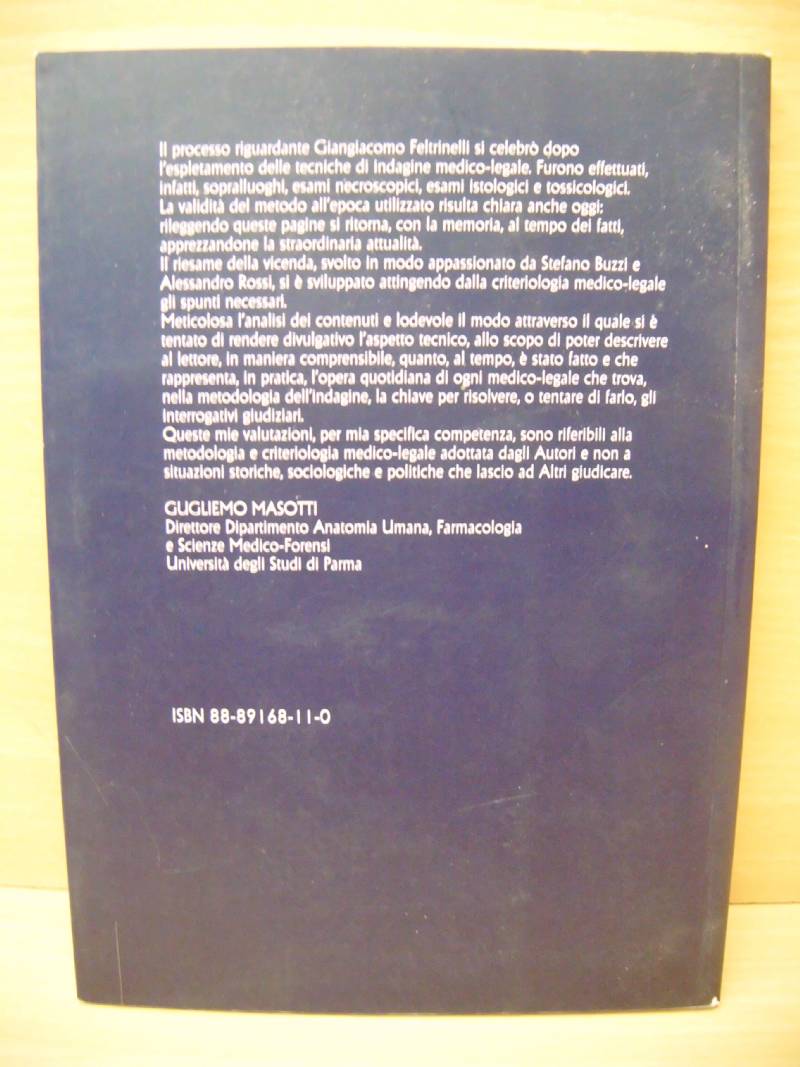 Il processo riguardante Giangiacomo Feltrinelli si celebrò dopo
l'espletamento delle tecniche di indagine medico-legale. Furono effettuati,
infatti, sopralluoghi, esami necroscopici, esami istologici e tossicologici.
La validità del metodo all'epoca utilizzato risulta chiara anche oggi:
rileggendo queste pagine si ritorna, con la memoria, al tempo dei fatti,
apprezzandone la straordinaria attualità.
Il riesame della vicenda, svolto in modo appassionato da Stefano Buzzi e
Alessandro Rossi, si è sviluppato attingendo dalla criteriologia medico-legale
gli spunti necessari.
Meticolosa l'analisi dei contenuti e lodevole il modo attraverso il quale si è
tentato di rendere divulgativo l'aspetto tecnico, allo scopo di poter descrivere
al lettore, in maniera comprensibile, quanto, al tempo, è stato fatto e che
rappresenta, in pratica, l'opera quotidiana di ogni medico-legale che trova,
nella metodologia dell'indagine, la chiave per risolvere, o tentare di farlo, gli
interrogativi giudiziari.
Queste mie valutazioni, per mia specifica competenza, sono riferibili alla
metodologia e criteriologia medico-legale adottata dagli Autori e non a
situazioni storiche, sociologiche e politiche che lascio ad Altri giudicare.
GUGLIEMO MASOTTI
Direttore Dipartimento Anatomia Umana, Farmacologia
e Scienze Medico-Forensi
Università degli Studi di Parma
ISBN 88-89168-11-0